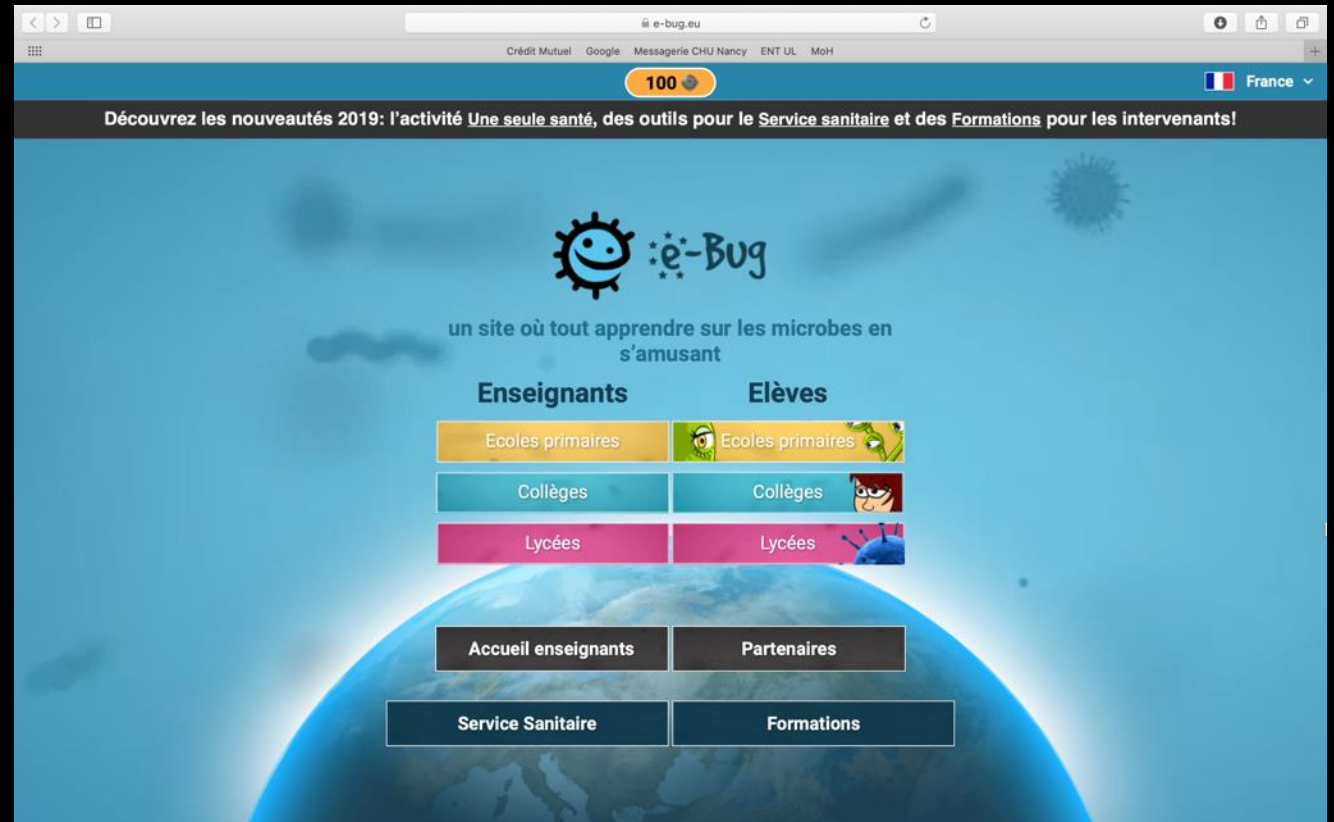 e-bug.eu
Crédit Mutuel Google Messagerie CHU Nancy ENT UL MoH
100
France
Découvrez les nouveautés 2019: l'activité Une seule santé, des outils pour le Service sanitaire et des Formations pour les intervenants!
e-Bug
un site où tout apprendre sur les microbes en
s'amusant
Enseignants Elèves
Ecoles primaires Ecoles primaires
Collèges Collèges
Lycées Lycées
Accueil enseignants Partenaires
Service Sanitaire Formations